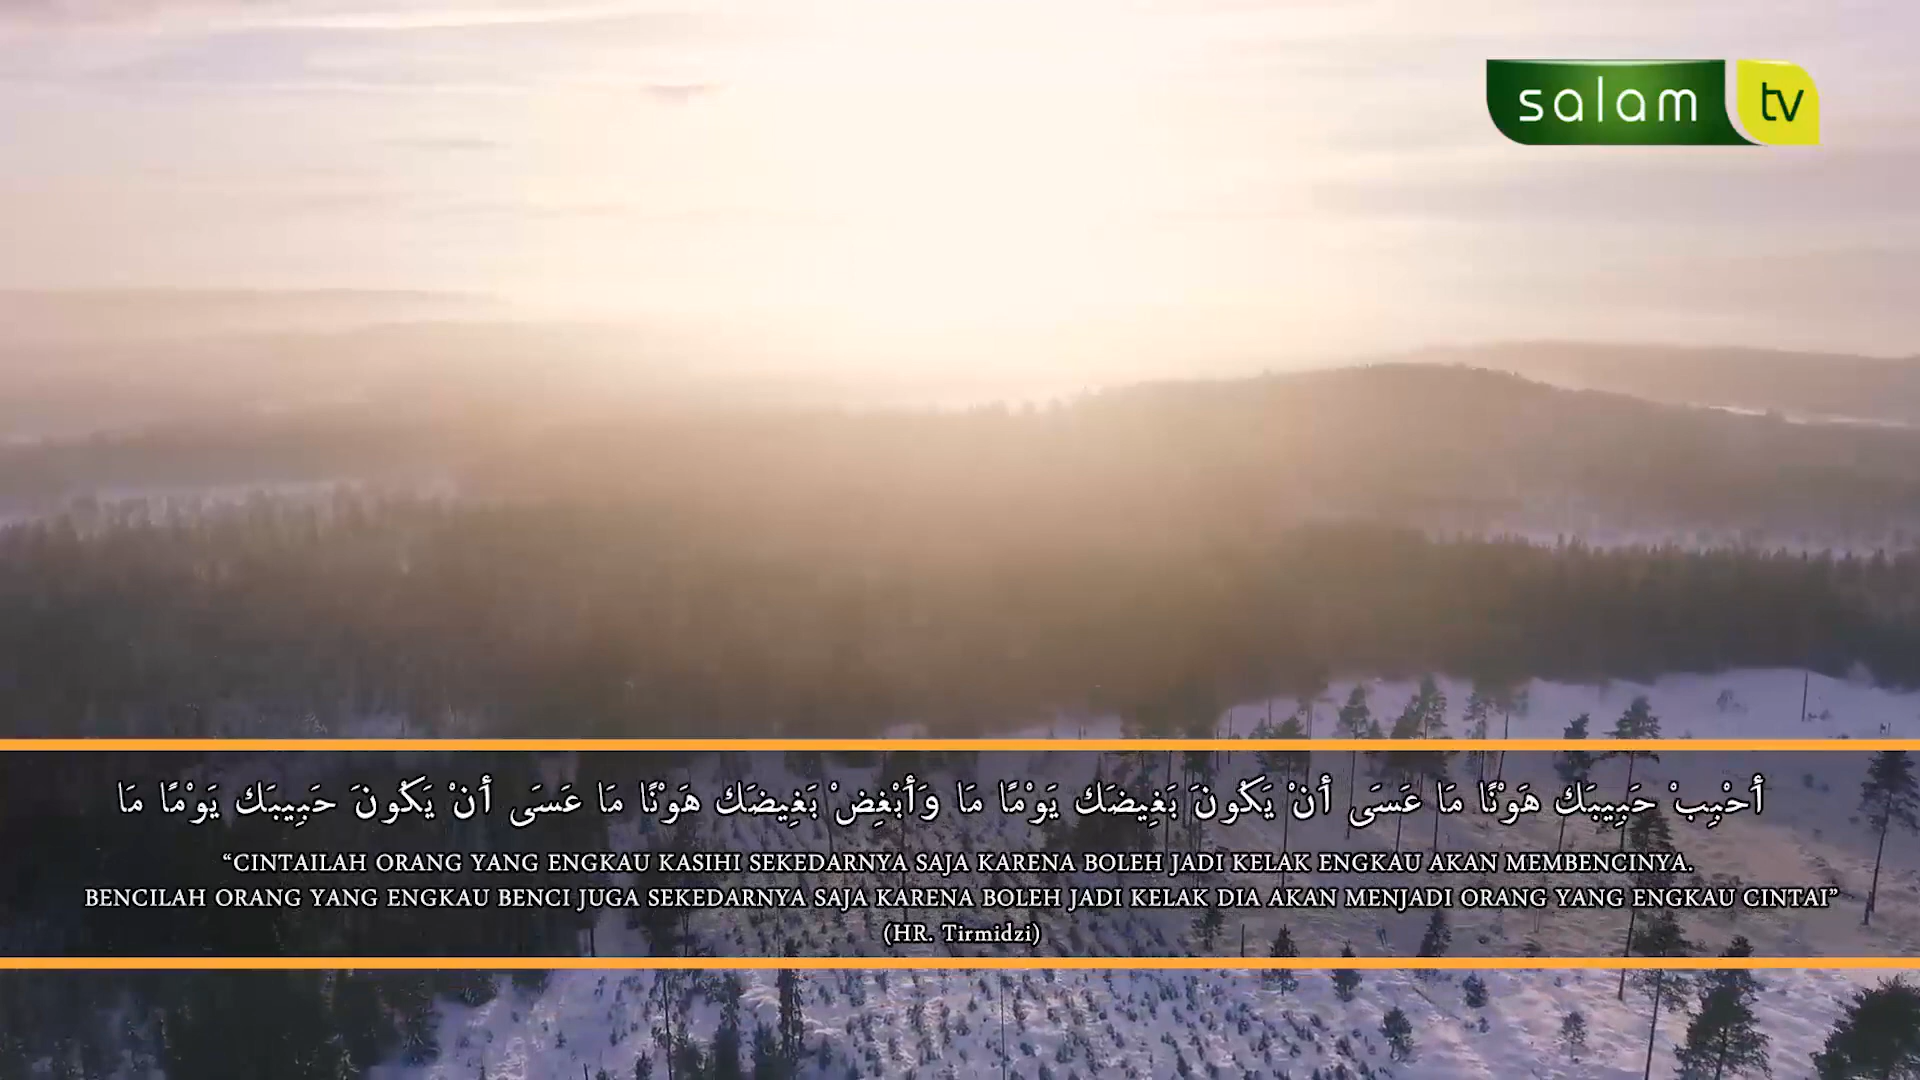 salam tv
أَحْبِبْ حَبِيبَكَ هَوْنًا مَا عَسَى أَنْ يَكُونَ بَغِيضَكَ يَوْمًا مَا وَأَبْغِضْ بَغِيضَكَ هَوْنًا مَا عَسَى أَنْ يَكُونَ حَبِيبَكَ يَوْمًا مَا
“CINTAILAH ORANG YANG ENGKAU KASIHI SEKEDARNYA SAJA KARENA BOLEH JADI KELAK ENGKAU AKAN MEMBENCINYA.
BENCILAH ORANG YANG ENGKAU BENCI JUGA SEKEDARNYA SAJA KARENA BOLEH JADI KELAK DIA AKAN MENJADI ORANG YANG ENGKAU CINTAI”
(HR. Tirmidzi)